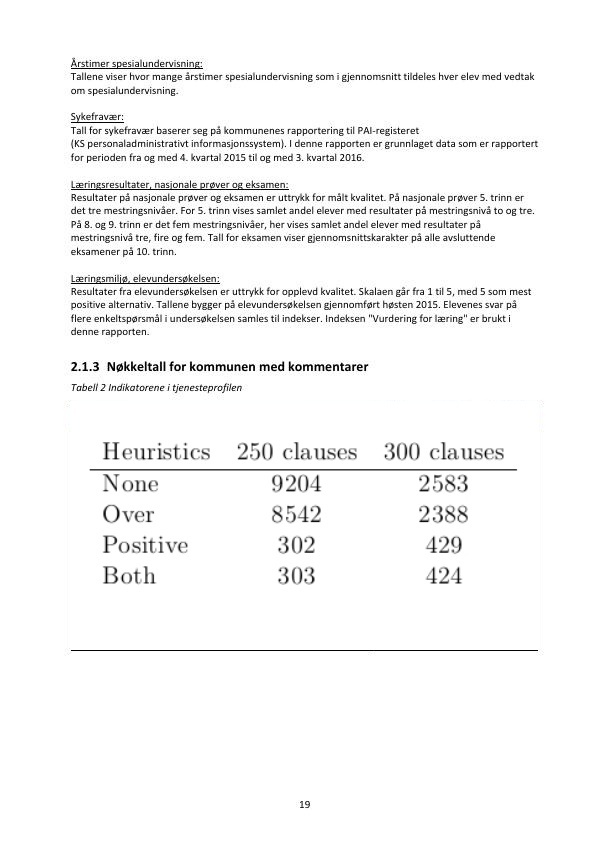 Årstimer spesialundervisning:
Tallene viser hvor mange årstimer spesialundervisning som i gjennomsnitt tildeles hver elev med vedtak
om spesialundervisning.
Sykefravær:
Tall for sykefravær baserer seg på kommunenes rapportering til PAI-registeret
(KS personaladministrativt informasjonssystem). I denne rapporten er grunnlaget data som er rapportert
for perioden fra og med 4. kvartal 2015 til og med 3. kvartal 2016.
Læringsresultater, nasjonale prøver og eksamen:
Resultater på nasjonale prøver og eksamen er uttrykk for målt kvalitet. På nasjonale prøver 5. trinn er
det tre mestringsnivåer. For 5. trinn vises samlet andel elever med resultater på mestringsnivå to og tre.
På 8. og 9. trinn er det fem mestringsnivåer, her vises samlet andel elever med resultater på
mestringsnivå tre, fire og fem. Tall for eksamen viser gjennomsnittskarakter på alle avsluttende
eksamener på 10. trinn.
Læringsmiljø, elevundersøkelsen:
Resultater fra elevundersøkelsen er uttrykk for opplevd kvalitet. Skalaen går fra 1 til 5, med 5 som mest
positive alternativ. Tallene bygger på elevundersøkelsen gjennomført høsten 2015. Elevenes svar på
flere enkeltspørsmål i undersøkelsen samles til indekser. Indeksen "Vurdering for læring" er brukt i
denne rapporten.
2.1.3 Nøkkeltall for kommunen med kommentarer
Tabell 2 Indikatorene i tjenesteprofilen
Heuristics 250 clauses 300 clauses
None 9204 2583
Over 8542 2388
Positive 302 429
Both 303 424
19